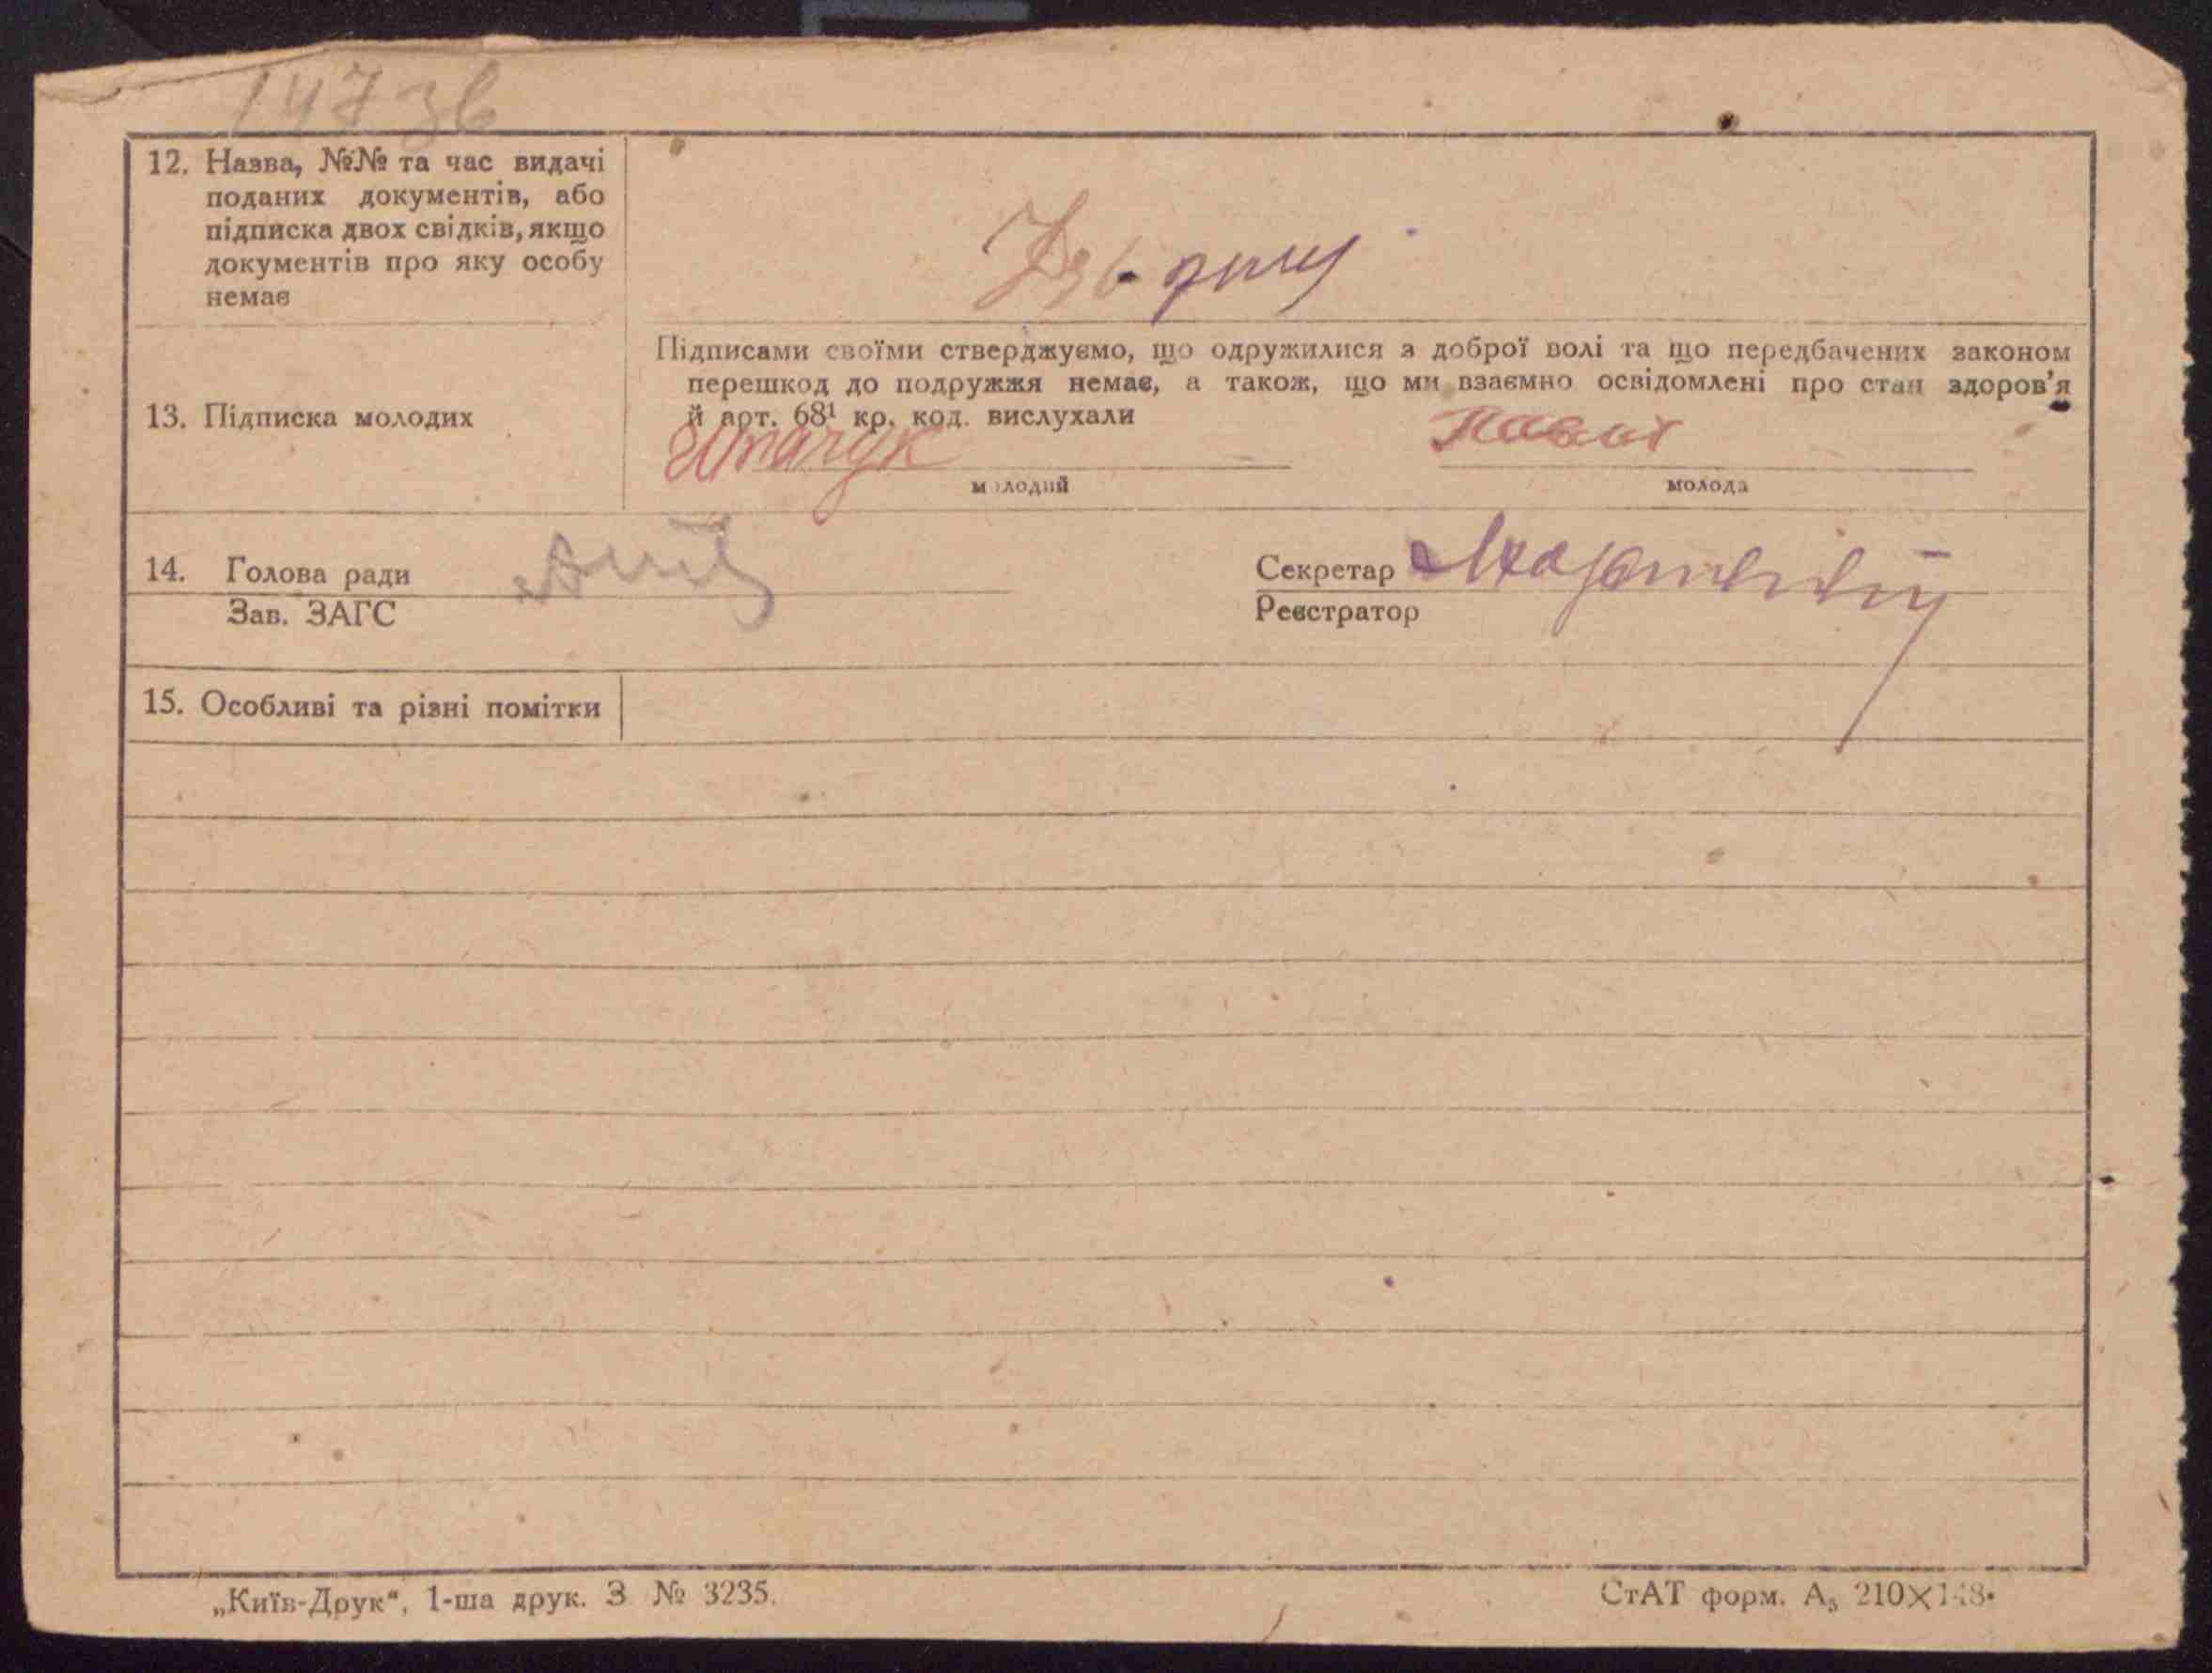 12. Назва, №№ та час видачі
поданих документів, або
підписка двох свідків, якщо
документів про яку особу
немає
13. Підписка молодих
Підписами своїми стверджуємо, що одружилися з доброї волі та що передбачених законом
перешкод до подружжя немає, а також, що ми взаємно освідомлені про стан здоров'я
й арт. 68¹ кр. код. вислухали
молодий
молода
14. Голова ради
Зав. ЗАГС
Секретар
Реєстратор
15. Особливі та різні помітки
„Київ-Друк“, 1-ша друк. З № 3235.
СтАТ форм. А₅ 210×148.